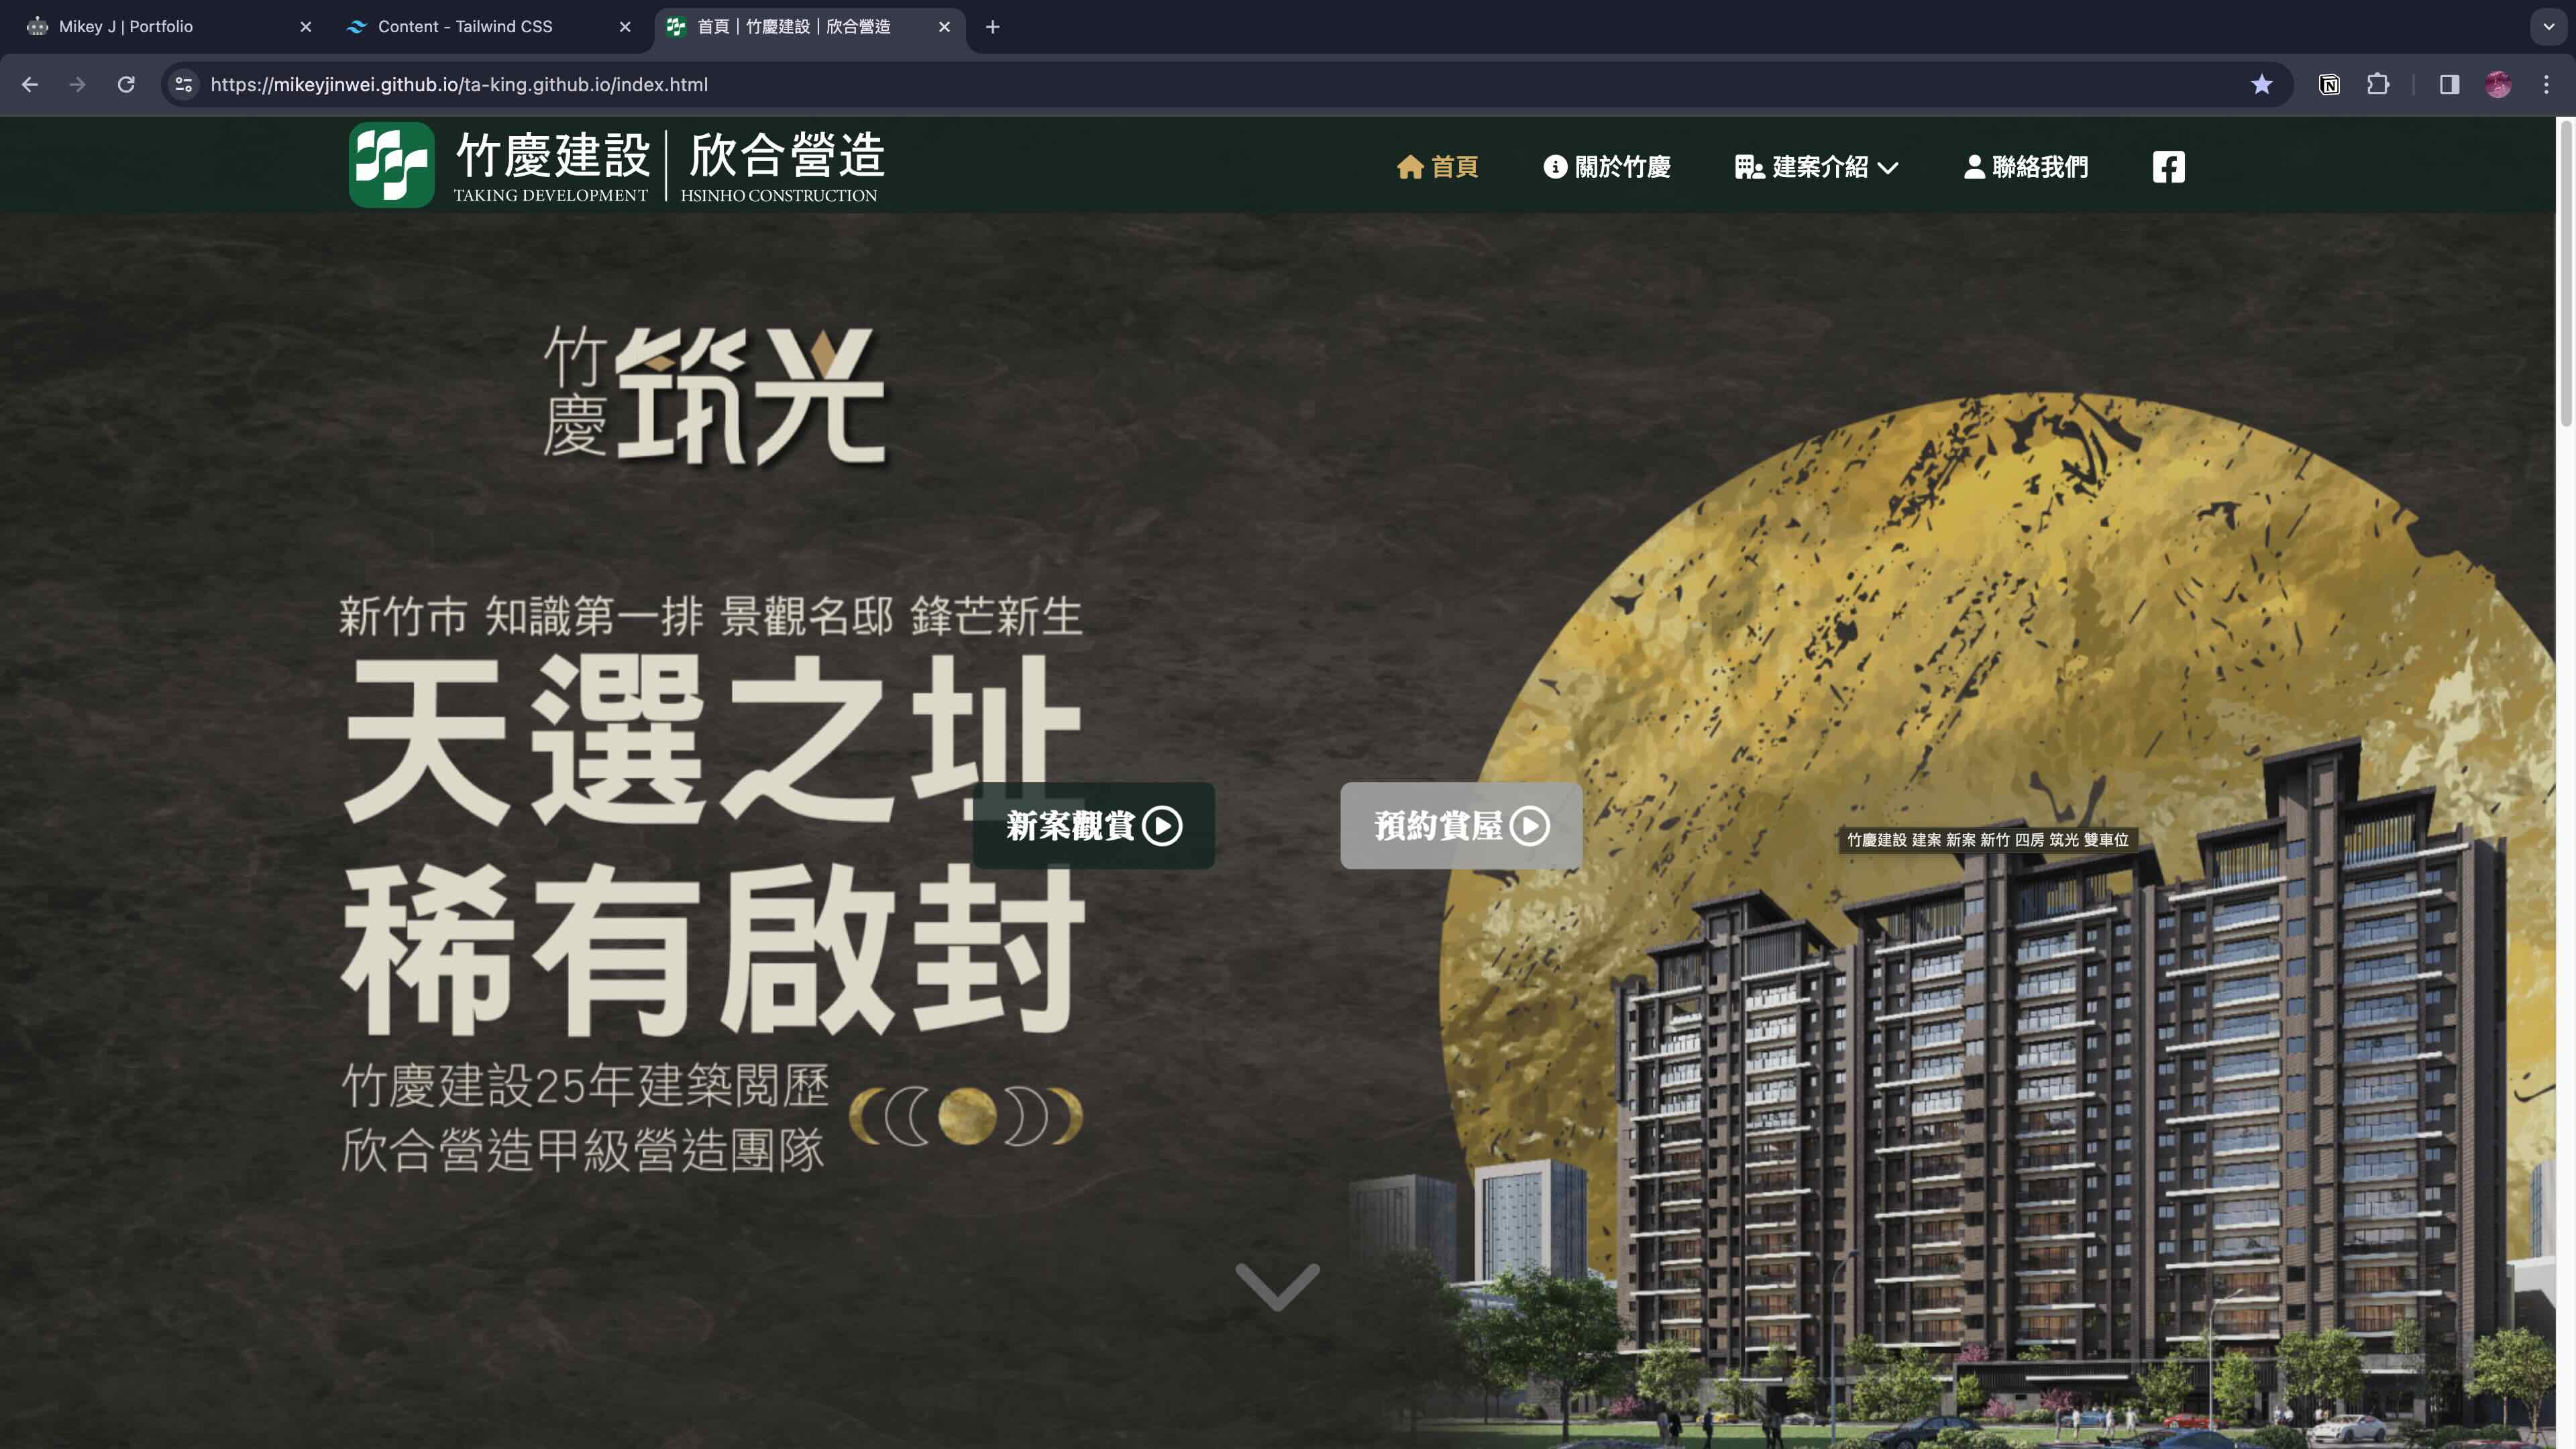 Mikey J | Portfolio
Content - Tailwind CSS
首頁｜竹慶建設｜欣合營造
https://mikeyjinwei.github.io/ta-king.github.io/index.html
竹慶建設
TAKING DEVELOPMENT
欣合營造
HSINHO CONSTRUCTION
首頁
關於竹慶
建案介紹
聯絡我們
竹慶
筑光
新竹市 知識第一排 景觀名邸 鋒芒新生
天選之址
新案觀賞
預約賞屋
竹慶建設 建案 新案 新竹 四房 筑光 雙車位
稀有啟封
竹慶建設25年建築閱歷
欣合營造甲級營造團隊